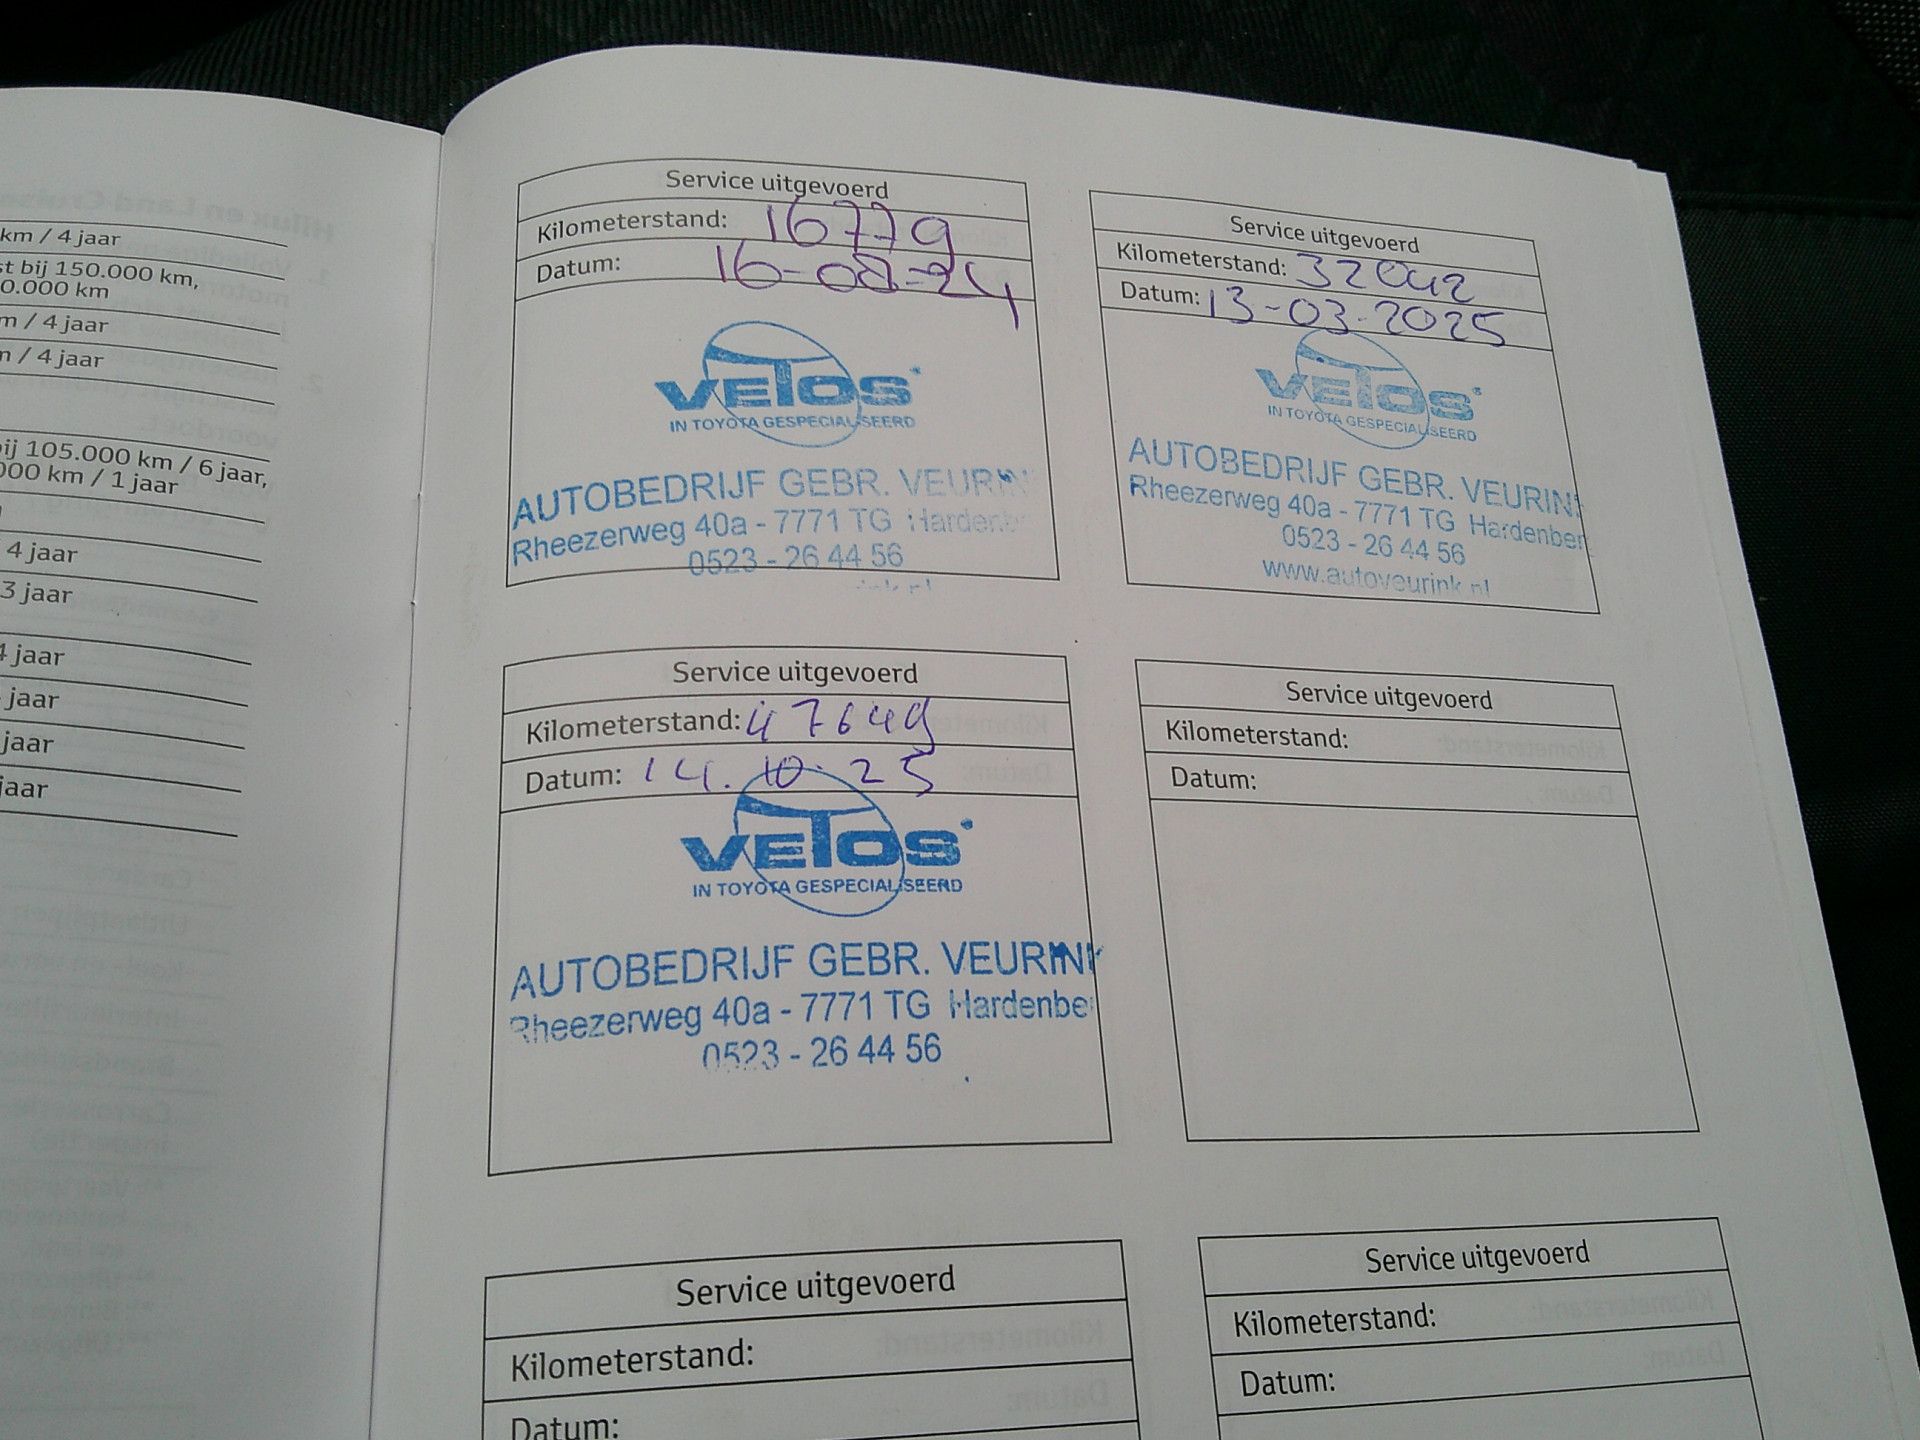 km / 4 jaar
st bij 150.000 km,
0.000 km
m / 4 jaar
m / 4 jaar
bij 105.000 km / 6 jaar,
000 km / 1 jaar
4 jaar
3 jaar
4 jaar
jaar
jaar
jaar
Service uitgevoerd
Kilometerstand: 16779
Datum: 16-08-24
VETOS
IN TOYOTA GESPECIALISEERD
AUTOBEDRIJF GEBR. VEURIN
Rheezerweg 40a - 7771 TG Hardenbe
0523 - 26 44 56
Service uitgevoerd
Kilometerstand: 32042
Datum: 13-03-2025
VETOS
IN TOYOTA GESPECIALISEERD
AUTOBEDRIJF GEBR. VEURINK
Rheezerweg 40a - 7771 TG Hardenber
0523 - 26 44 56
www.autoveurink.nl
Service uitgevoerd
Kilometerstand: 47649
Datum: 14.10.25
VETOS
IN TOYOTA GESPECIALISEERD
AUTOBEDRIJF GEBR. VEURINK
Rheezerweg 40a - 7771 TG Hardenbe
0523 - 26 44 56
Service uitgevoerd
Kilometerstand:
Datum:
Service uitgevoerd
Kilometerstand:
Datum:
Service uitgevoerd
Kilometerstand:
Datum: